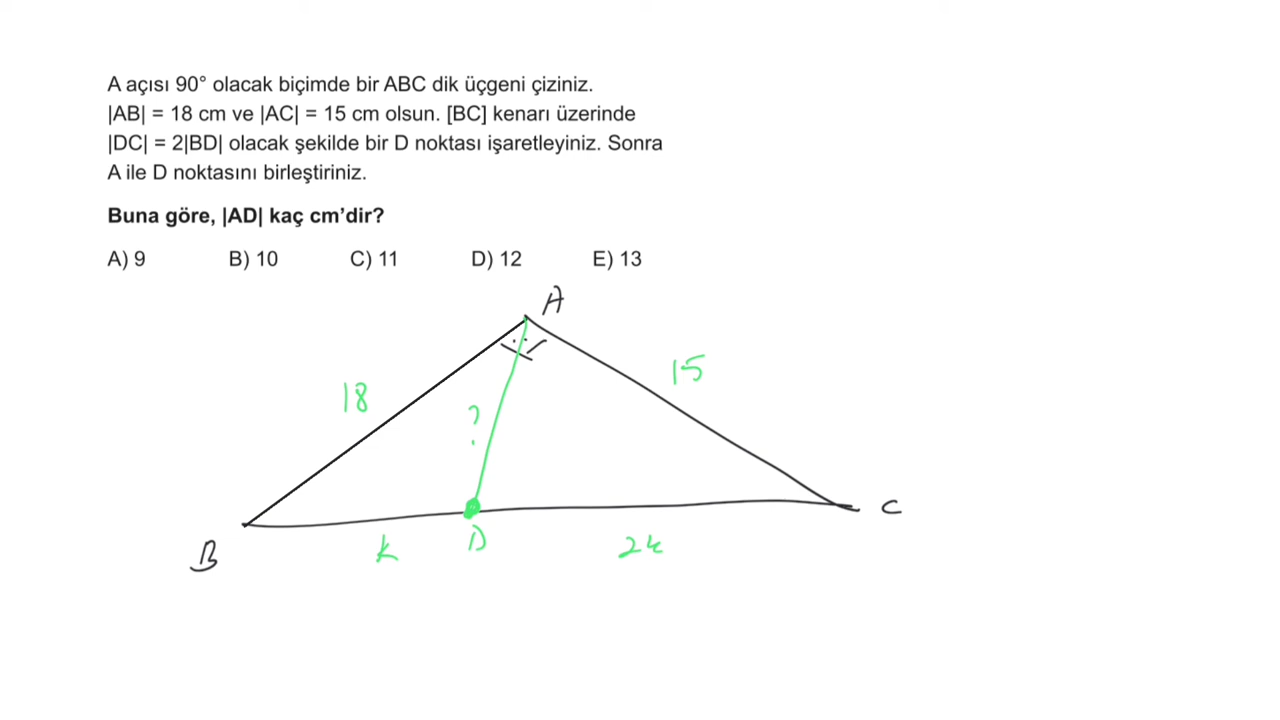 A açısı 90° olacak biçimde bir ABC dik üçgeni çiziniz.
|AB| = 18 cm ve |AC| = 15 cm olsun. [BC] kenarı üzerinde
|DC| = 2|BD| olacak şekilde bir D noktası işaretleyiniz. Sonra
A ile D noktasını birleştiriniz.
Buna göre, |AD| kaç cm’dir?
A) 9 B) 10 C) 11 D) 12 E) 13
A
18
15
?
B
k
D
2k
C